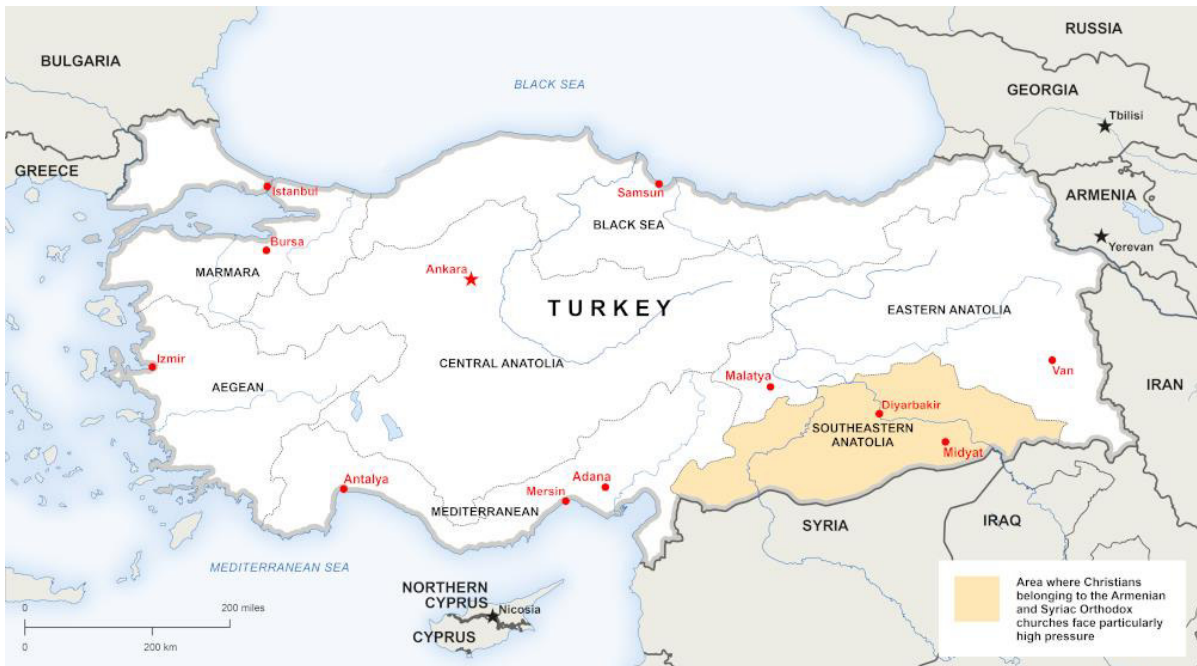 RUSSIA
BULGARIA
BLACK SEA
GEORGIA
Tbilisi
GREECE
Istanbul
Samsun
ARMENIA
BLACK SEA
Bursa
Yerevan
MARMARA
Ankara
TURKEY
EASTERN ANATOLIA
Izmir
CENTRAL ANATOLIA
Van
AEGEAN
Malatya
IRAN
Diyarbakir
SOUTHEASTERN
ANATOLIA
Midyat
Antalya
Adana
Mersin
MEDITERRANEAN
SYRIA
IRAQ
MEDITERRANEAN SEA
NORTHERN
CYPRUS
Nicosia
CYPRUS
0 200 miles
0 200 km
Area where Christians
belonging to the Armenian
and Syriac Orthodox
churches face particularly
high pressure